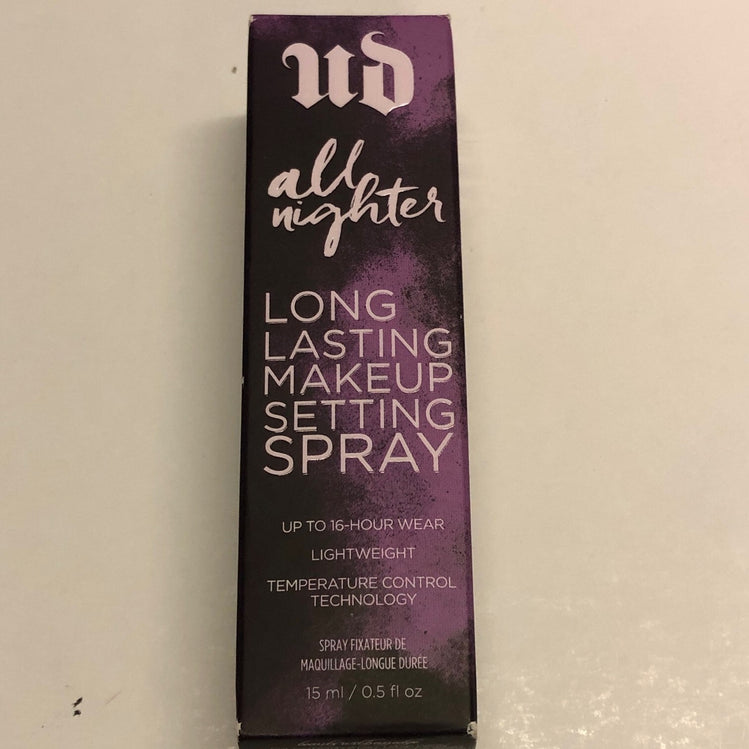 ud
all
nighter
LONG
LASTING
MAKEUP
SETTING
SPRAY
UP TO 16-HOUR WEAR
LIGHTWEIGHT
TEMPERATURE CONTROL
TECHNOLOGY
SPRAY FIXATEUR DE
MAQUILLAGE-LONGUE DURÉE
15 ml / 0.5 fl oz